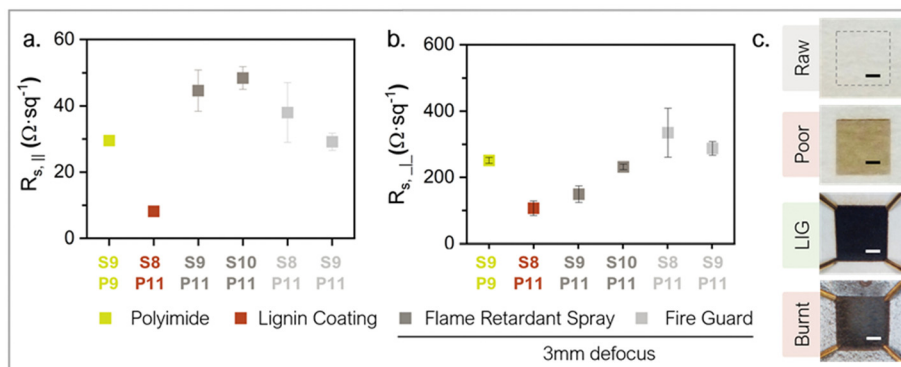 a.
60
40
20
0
R_{s, ||} (Ω·sq⁻¹)
S9 S8 S9 S10 S8 S9
P9 P11 P11 P11 P11 P11
b.
600
400
200
0
R_{s, _|_} (Ω·sq⁻¹)
S9 S8 S9 S10 S8 S9
P9 P11 P11 P11 P11 P11
Polyimide Lignin Coating Flame Retardant Spray Fire Guard
3mm defocus
c.
Raw
Poor
LIG
Burnt